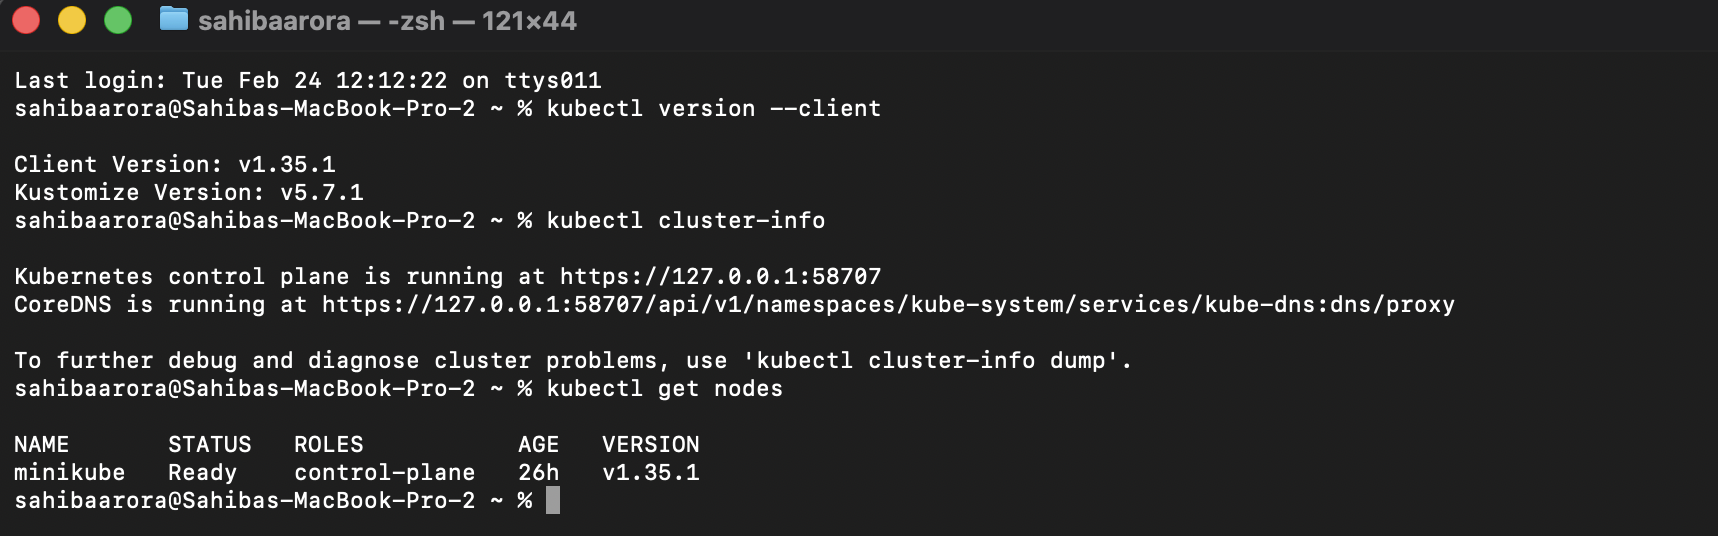 sahibaarora — -zsh — 121×44
Last login: Tue Feb 24 12:12:22 on ttys011
sahibaarora@Sahibas-MacBook-Pro-2 ~ % kubectl version --client
Client Version: v1.35.1
Kustomize Version: v5.7.1
sahibaarora@Sahibas-MacBook-Pro-2 ~ % kubectl cluster-info
Kubernetes control plane is running at https://127.0.0.1:58707
CoreDNS is running at https://127.0.0.1:58707/api/v1/namespaces/kube-system/services/kube-dns:dns/proxy
To further debug and diagnose cluster problems, use 'kubectl cluster-info dump'.
sahibaarora@Sahibas-MacBook-Pro-2 ~ % kubectl get nodes
NAME       STATUS   ROLES           AGE   VERSION
minikube   Ready    control-plane   26h   v1.35.1
sahibaarora@Sahibas-MacBook-Pro-2 ~ %